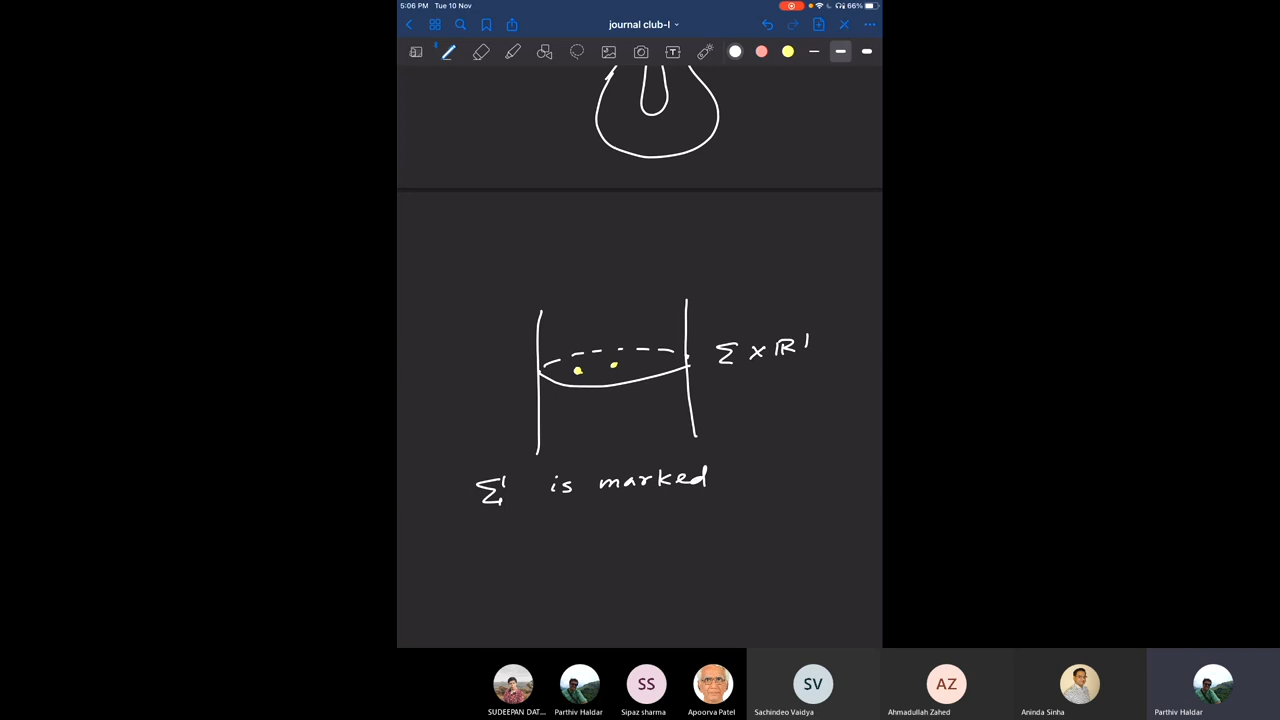 5:06 PM Tue 10 Nov
66%
journal club-I
T
Σ × ℝ¹
Σ' is marked
SS
SV
AZ
SUDEEPAN DAT...
Parthiv Haldar
Sipaz sharma
Apoorva Patel
Sachindeo Vaidya
Ahmadullah Zahed
Aninda Sinha
Parthiv Haldar